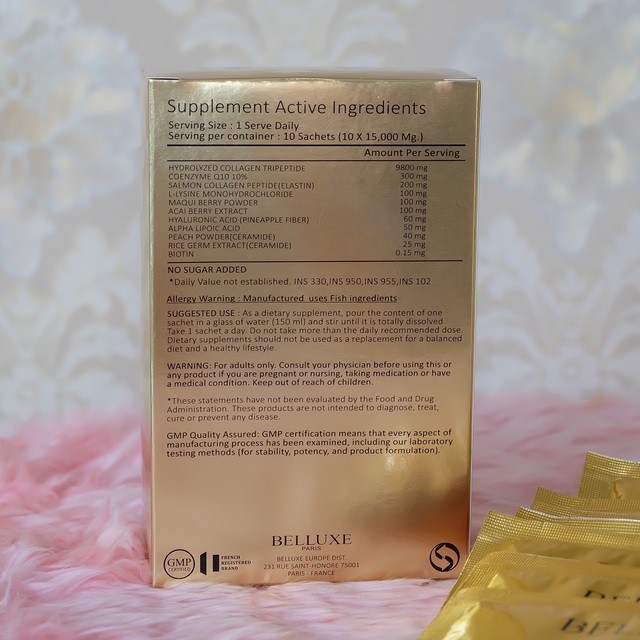 Supplement Active Ingredients
Serving Size : 1 Serve Daily
Serving per container : 10 Sachets (10 X 15,000 Mg.)
Amount Per Serving
HYDROLYZED COLLAGEN TRIPEPTIDE 9800 mg
COENZYME Q10 10% 300 mg
SALMON COLLAGEN PEPTIDE(ELASTIN) 200 mg
L-LYSINE MONOHYDROCHLORIDE 100 mg
MAQUI BERRY POWDER 100 mg
ACAI BERRY EXTRACT 100 mg
HYALURONIC ACID (PINEAPPLE FIBER) 60 mg
ALPHA LIPOIC ACID 50 mg
PEACH POWDER(CERAMIDE) 40 mg
RICE GERM EXTRACT(CERAMIDE) 25 mg
BIOTIN 0.15 mg
NO SUGAR ADDED
*Daily Value not established. INS 330,INS 950,INS 955,INS 102
Allergy Warning : Manufactured uses Fish ingredients
SUGGESTED USE : As a dietary supplement, pour the content of one
sachet in a glass of water (150 ml) and stir until it is totally dissolved.
Take 1 sachet a day. Do not take more than the daily recommended dose.
Dietary supplements should not be used as a replacement for a balanced
diet and a healthy lifestyle.
WARNING: For adults only. Consult your physician before using this or
any product if you are pregnant or nursing, taking medication or have
a medical condition. Keep out of reach of children.
*These statements have not been evaluated by the Food and Drug
Administration. These products are not intended to diagnose, treat,
cure or prevent any disease.
GMP Quality Assured: GMP certification means that every aspect of
manufacturing process has been examined, including our laboratory
testing methods (for stability, potency, and product formulation).
GMP
CERTIFIED
FRENCH
REGISTERED
BRAND
BELLUXE
PARIS
BELLUXE EUROPE.DIST.
231 RUE SAINT-HONORE 75001
PARIS - FRANCE